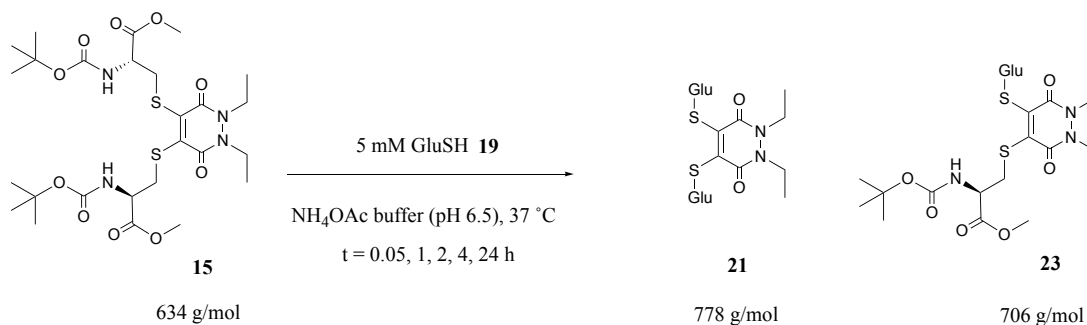 O
O
O
O
N
H
S
O
N
N
S
O
H
N
O
O
O
O
15
634 g/mol
5 mM GluSH 19
NH₄OAc buffer (pH 6.5), 37 ˚C
t = 0.05, 1, 2, 4, 24 h
Glu
S
O
N
N
S
O
Glu
21
778 g/mol
Glu
S
O
N
N
S
O
H
N
O
O
O
O
23
706 g/mol